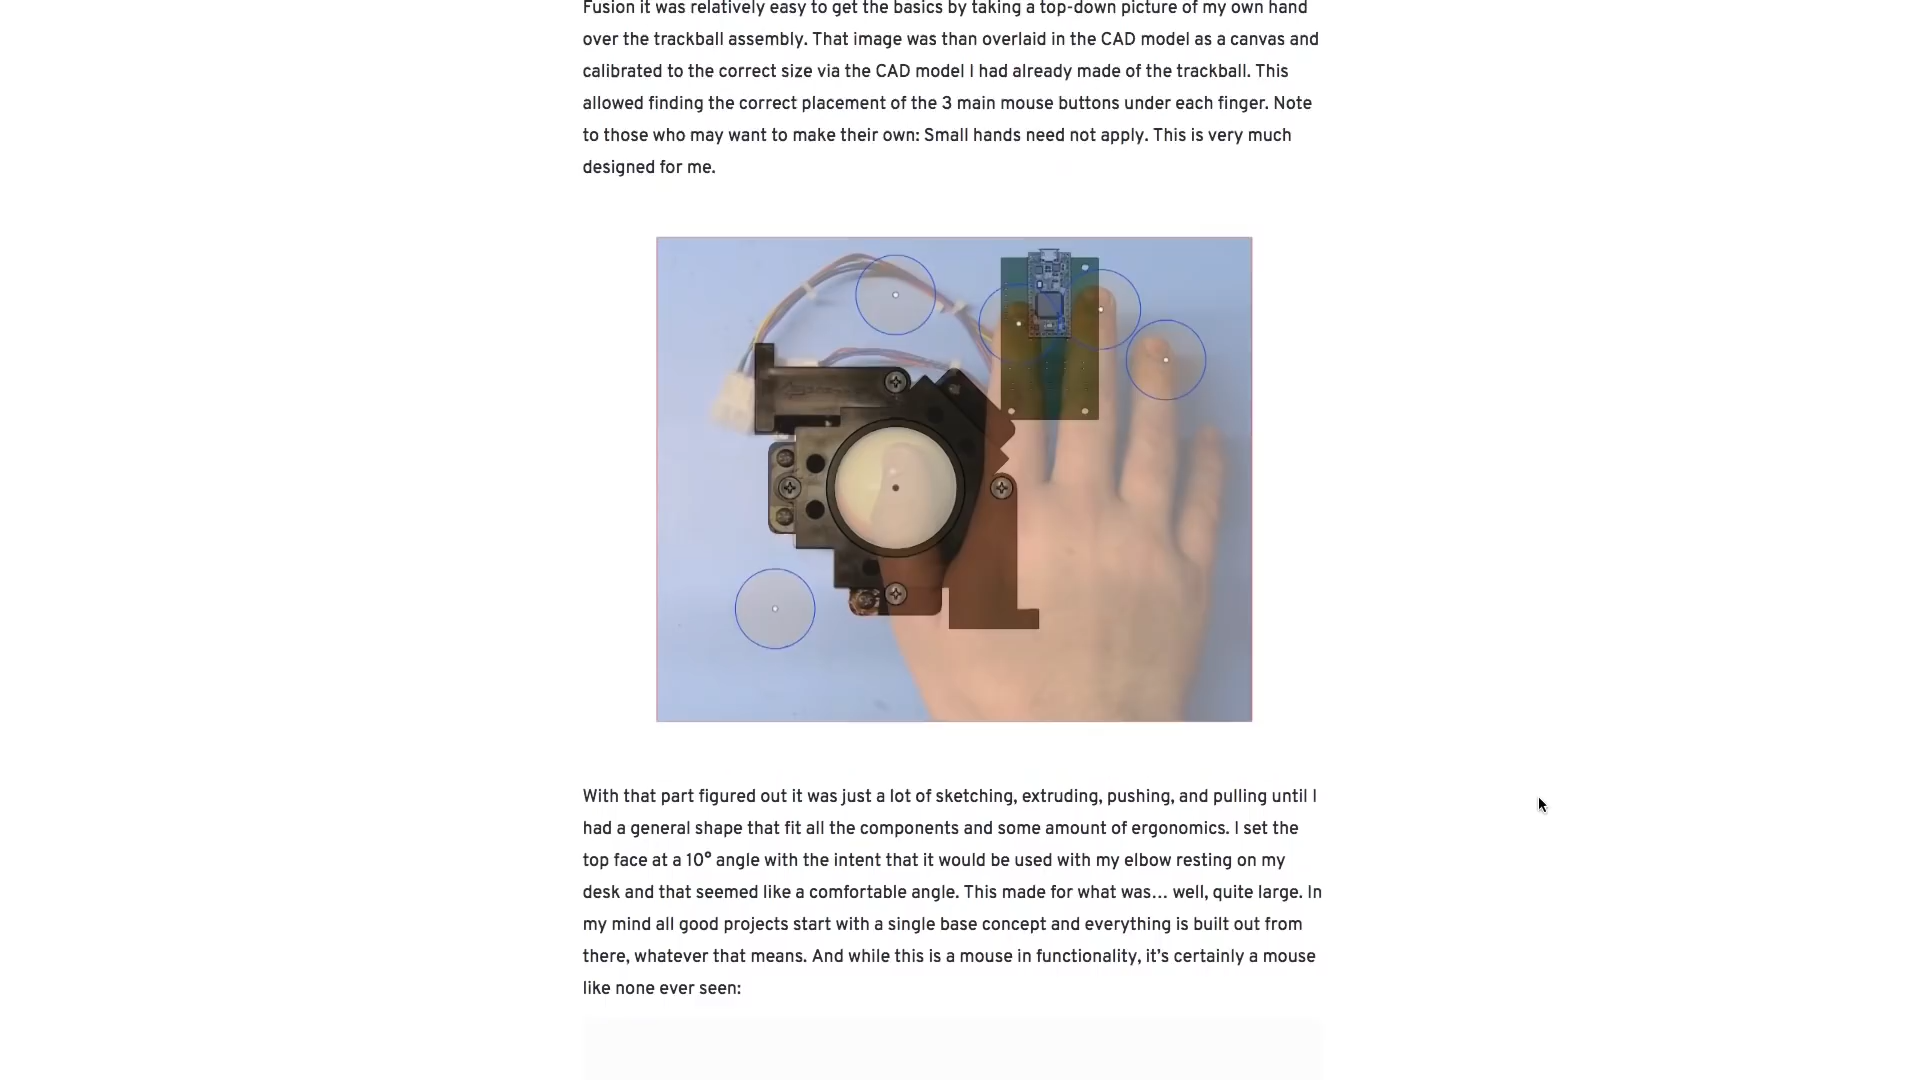 Fusion it was relatively easy to get the basics by taking a top-down picture of my own hand
over the trackball assembly. That image was than overlaid in the CAD model as a canvas and
calibrated to the correct size via the CAD model I had already made of the trackball. This
allowed finding the correct placement of the 3 main mouse buttons under each finger. Note
to those who may want to make their own: Small hands need not apply. This is very much
designed for me.
With that part figured out it was just a lot of sketching, extruding, pushing, and pulling until I
had a general shape that fit all the components and some amount of ergonomics. I set the
top face at a 10° angle with the intent that it would be used with my elbow resting on my
desk and that seemed like a comfortable angle. This made for what was… well, quite large. In
my mind all good projects start with a single base concept and everything is built out from
there, whatever that means. And while this is a mouse in functionality, it’s certainly a mouse
like none ever seen: